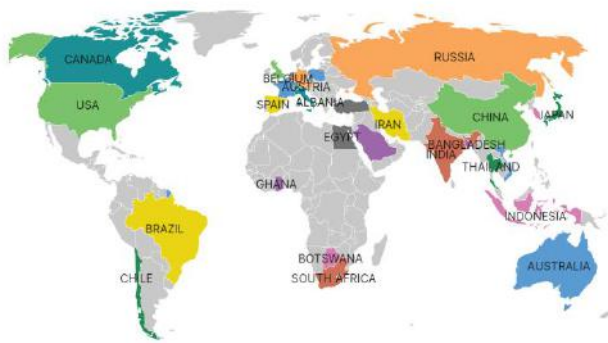 CANADA
RUSSIA
BELGIUM
AUSTRIA
USA
SPAIN
ALBANIA
IRAN
CHINA
JAPAN
EGYPT
BANGLADESH
INDIA
THAILAND
GHANA
INDONESIA
BRAZIL
BOTSWANA
AUSTRALIA
CHILE
SOUTH AFRICA